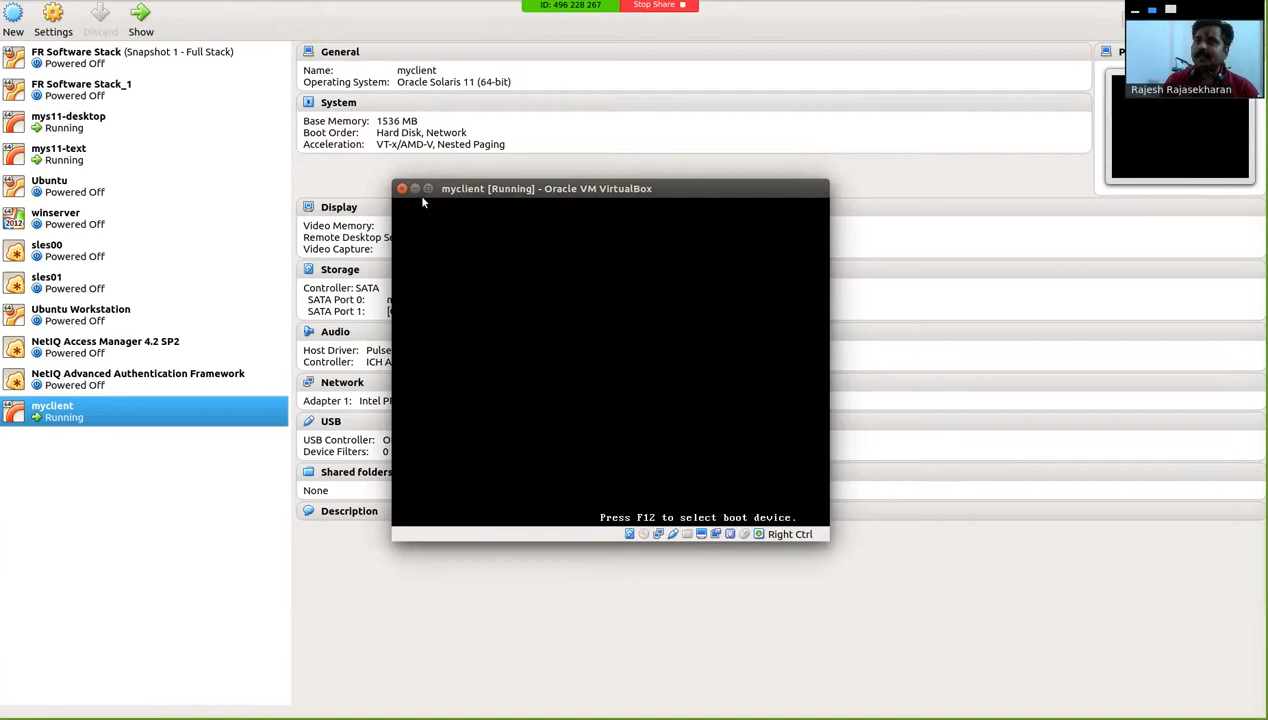 ID: 496 228 267
Stop Share
New
Settings
Discard
Show
FR Software Stack (Snapshot 1 - Full Stack)
Powered Off
FR Software Stack_1
Powered Off
mys11-desktop
Running
mys11-text
Running
Ubuntu
Powered Off
winserver
Powered Off
sles00
Powered Off
sles01
Powered Off
Ubuntu Workstation
Powered Off
NetIQ Access Manager 4.2 SP2
Powered Off
NetIQ Advanced Authentication Framework
Powered Off
myclient
Running
General
Name: myclient
Operating System: Oracle Solaris 11 (64-bit)
System
Base Memory: 1536 MB
Boot Order: Hard Disk, Network
Acceleration: VT-x/AMD-V, Nested Paging
Display
Video Memory:
Remote Desktop
Video Capture:
Storage
Controller: SATA
SATA Port 0:
SATA Port 1:
Audio
Host Driver:
Controller: ICH
Network
Adapter 1: Intel
USB
USB Controller:
Device Filters: 0
Shared folders
None
Description
myclient [Running] - Oracle VM VirtualBox
Press F12 to select boot device.
Right Ctrl
Rajesh Rajasekharan